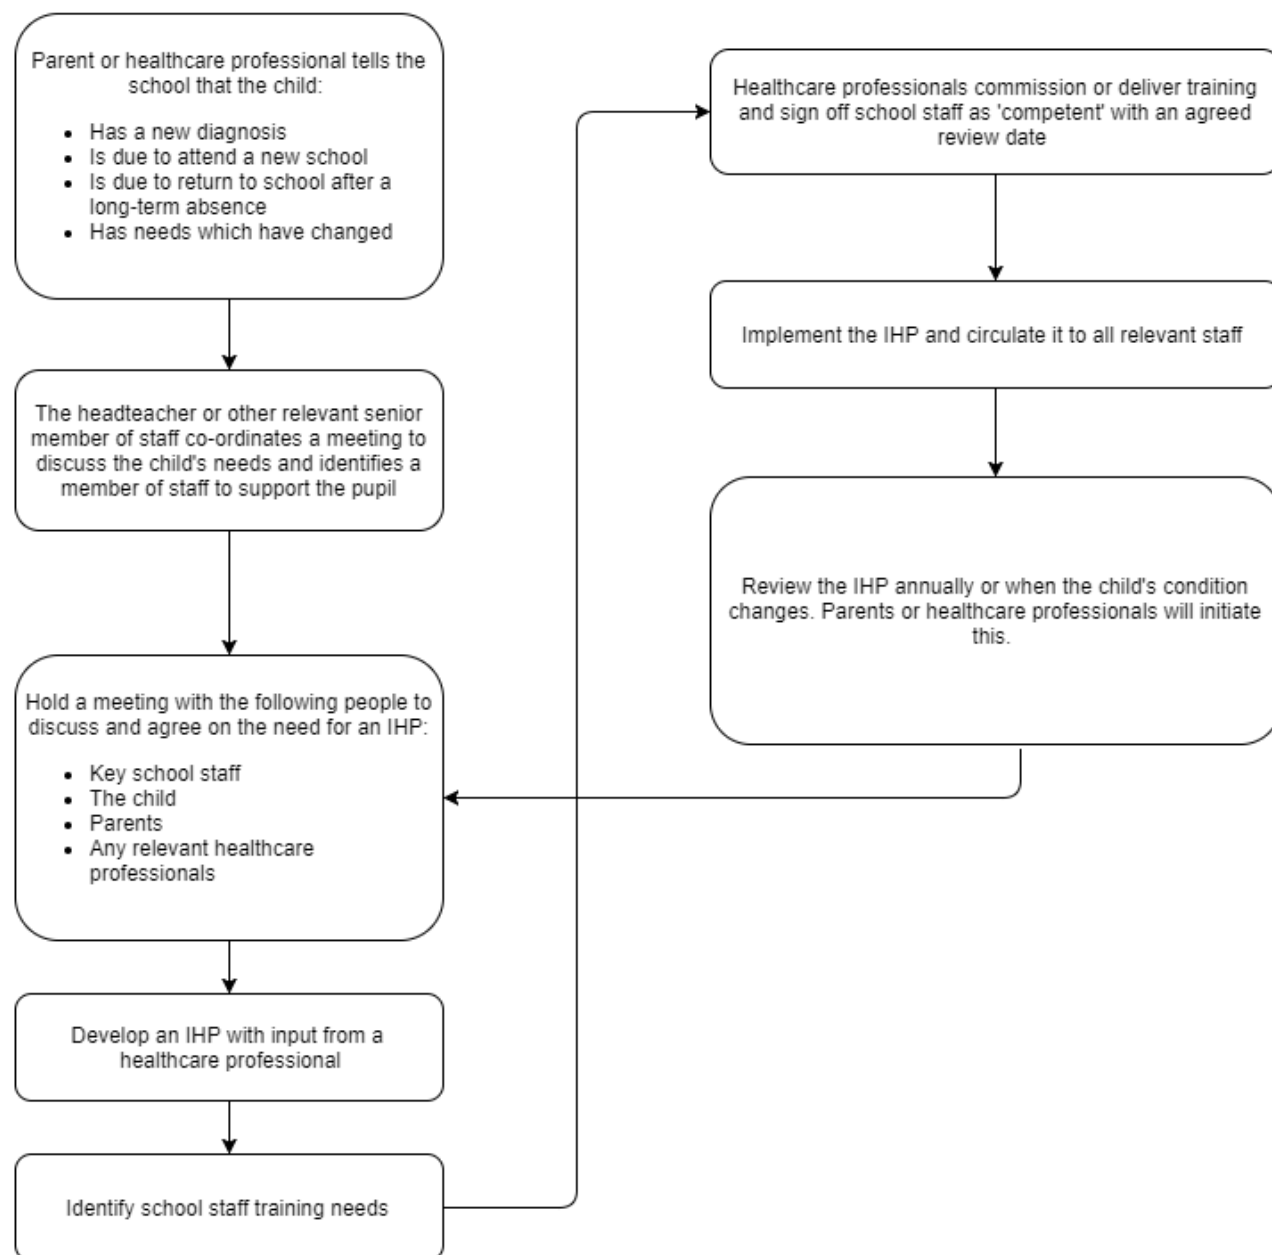 Parent or healthcare professional tells the
school that the child:
Has a new diagnosis
Is due to attend a new school
Is due to return to school after a
long-term absence
Has needs which have changed
The headteacher or other relevant senior
member of staff co-ordinates a meeting to
discuss the child's needs and identifies a
member of staff to support the pupil
Hold a meeting with the following people to
discuss and agree on the need for an IHP:
Key school staff
The child
Parents
Any relevant healthcare
professionals
Develop an IHP with input from a
healthcare professional
Identify school staff training needs
Healthcare professionals commission or deliver training
and sign off school staff as 'competent' with an agreed
review date
Implement the IHP and circulate it to all relevant staff
Review the IHP annually or when the child's condition
changes. Parents or healthcare professionals will initiate
this.